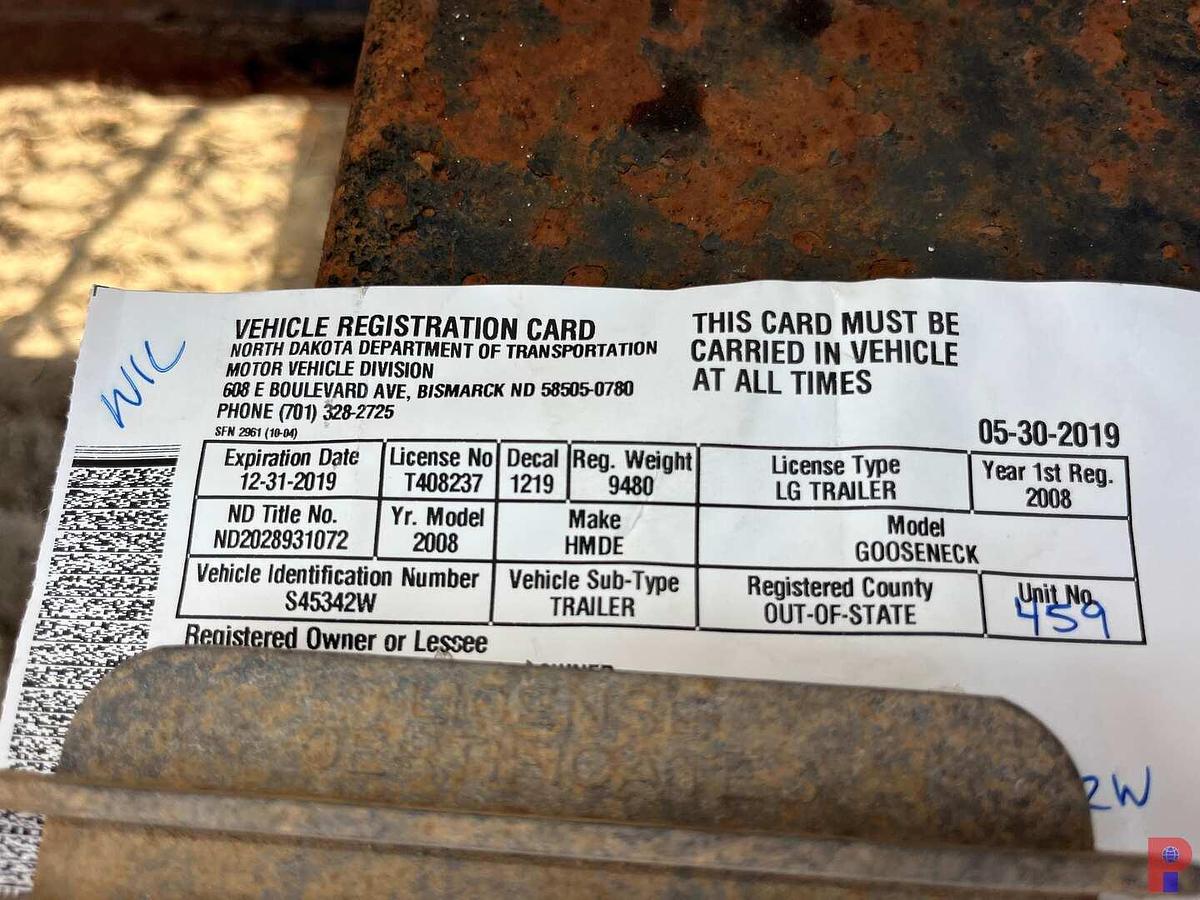 WIL
VEHICLE REGISTRATION CARD
NORTH DAKOTA DEPARTMENT OF TRANSPORTATION
MOTOR VEHICLE DIVISION
608 E BOULEVARD AVE, BISMARCK ND 58505-0780
PHONE (701) 328-2725
SFN 2961 (10-04)
THIS CARD MUST BE
CARRIED IN VEHICLE
AT ALL TIMES
05-30-2019
Expiration Date License No Decal Reg. Weight License Type Year 1st Reg.
12-31-2019 T408237 1219 9480 LG TRAILER 2008
ND Title No. Yr. Model Make Model
ND2028931072 2008 HMDE GOOSENECK
Vehicle Identification Number Vehicle Sub-Type Registered County Unit No.
S45342W TRAILER OUT-OF-STATE 459
Registered Owner or Lessee
OWNER
LICENSE
CERTIFICATE
2W